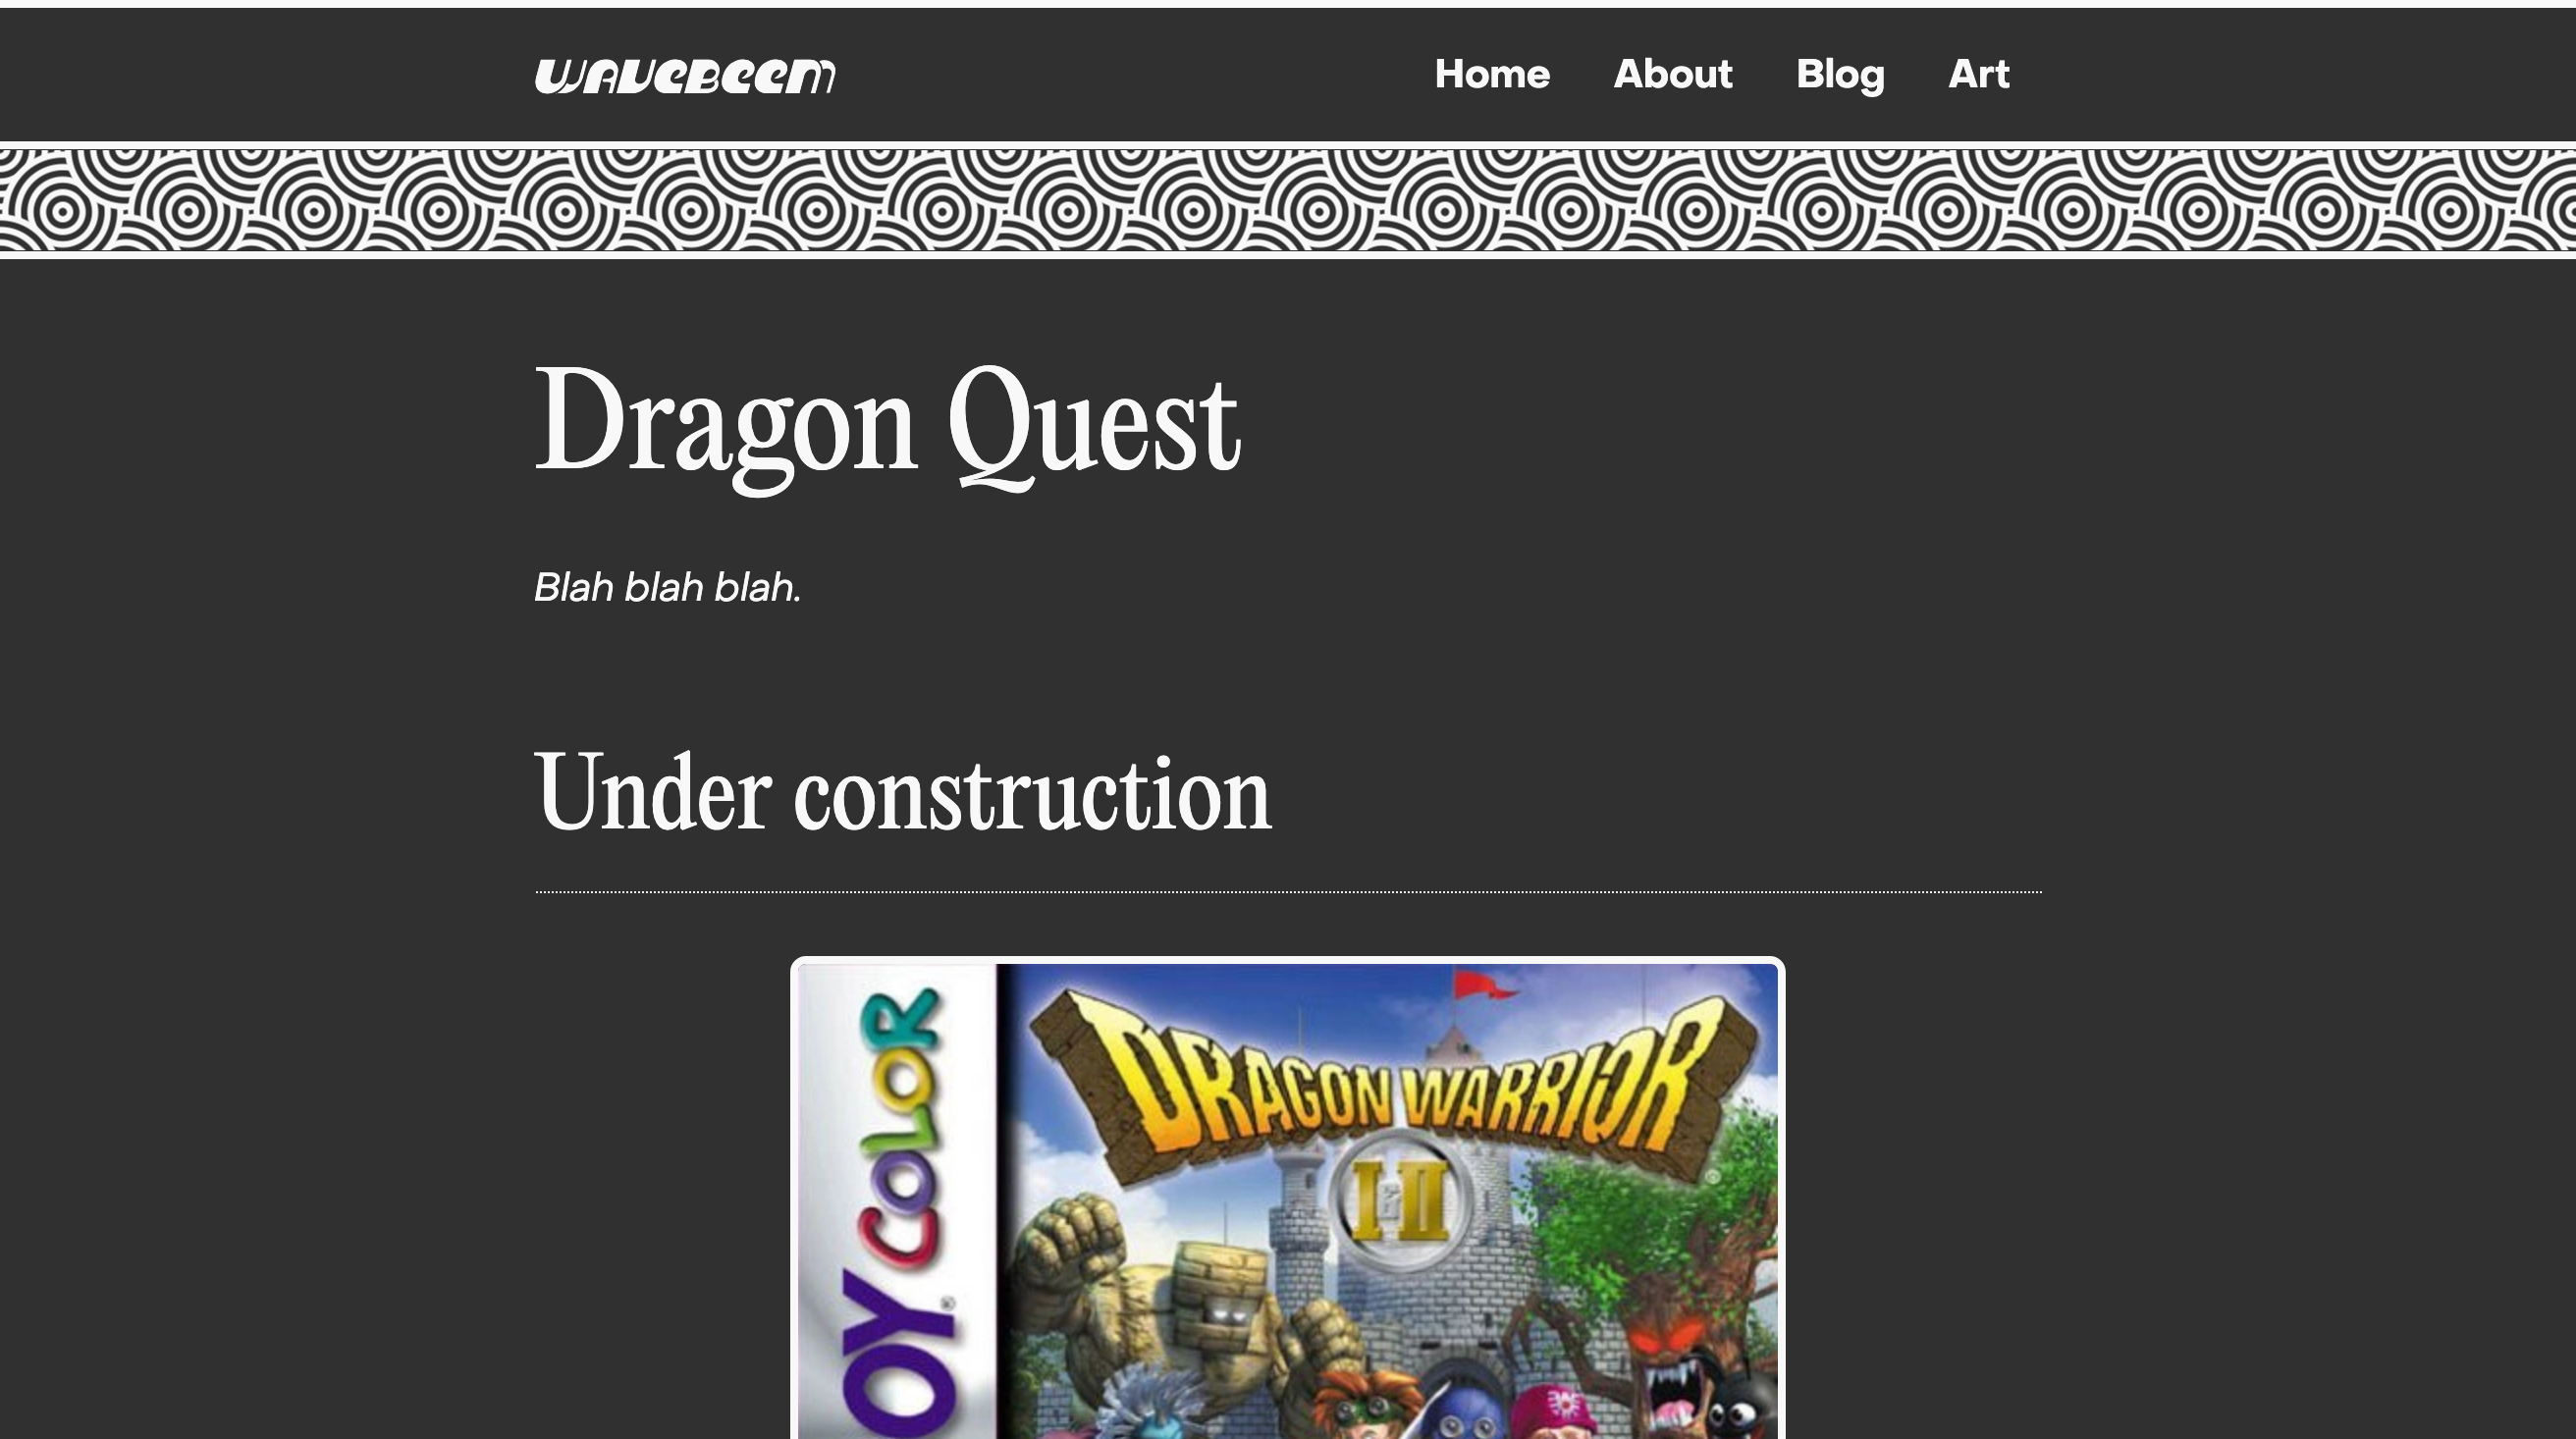 waveBeem
Home About Blog Art
Dragon Quest
Blah blah blah.
Under construction
OY COLOR
DRAGON WARRIOR
I&II